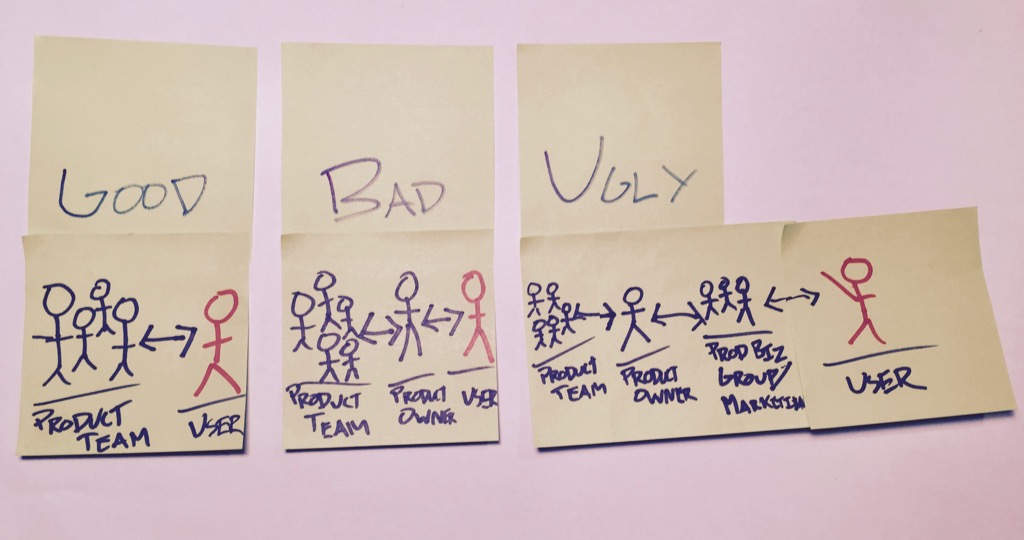 GOOD
BAD
UGLY
PRODUCT
TEAM
USER
PRODUCT
TEAM
PRODUCT
OWNER
USER
PRODUCT
TEAM
PRODUCT
OWNER
PROD BIZ
GROUP/
MARKETING
USER